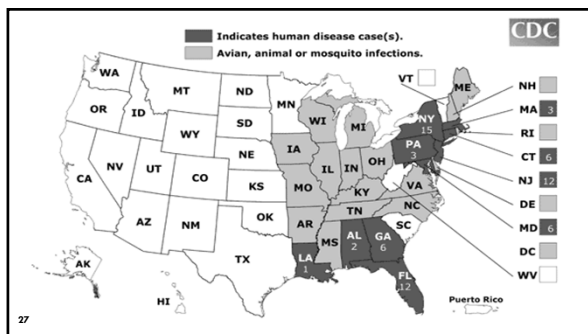 Indicates human disease case(s).
Avian, animal or mosquito infections.
CDC
WA
MT
ND
MN
VT
ME
NH
OR
ID
WY
SD
WI
MI
NY
15
MA 3
RI
NV
UT
CO
NE
IA
IL
IN
OH
PA
3
CT 6
CA
KS
MO
KY
VA
NJ 12
DE
AZ
NM
OK
AR
TN
NC
MD 6
TX
LA
1
MS
AL
2
GA
6
SC
DC
FL
12
WV
AK
HI
Puerto Rico
27